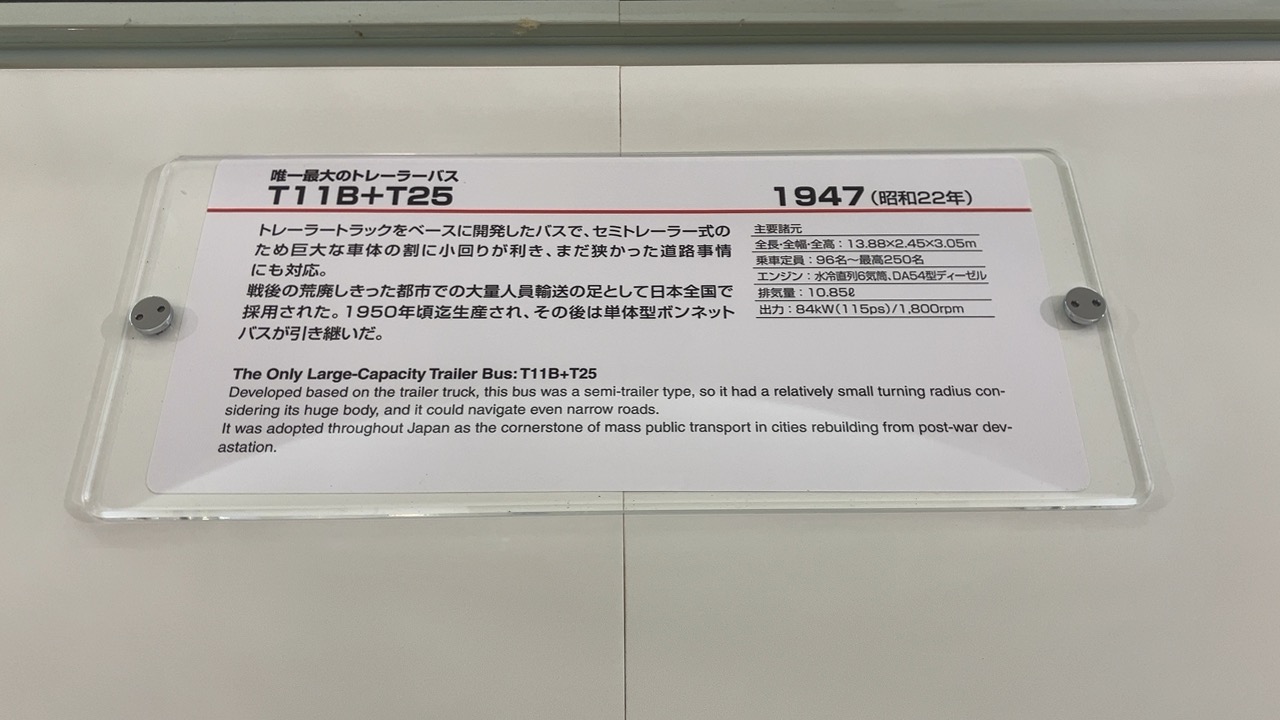 唯一最大のトレーラーバス
T11B+T25
1947(昭和22年)
トレーラートラックをベースに開発したバスで、セミトレーラー式の
ため巨大な車体の割に小回りが利き、まだ狭かった道路事情
にも対応。
戦後の荒廃しきった都市での大量人員輸送の足として日本全国で
採用された。1950年頃迄生産され、その後は単体型ボンネット
バスが引き継いだ。
主要諸元
全長・全幅・全高：13.88×2.45×3.05m
乗車定員：96名～最高250名
エンジン：水冷直列6気筒、DA54型ディーゼル
排気量：10.85ℓ
出力：84kW(115ps)/1,800rpm
The Only Large-Capacity Trailer Bus: T11B+T25
Developed based on the trailer truck, this bus was a semi-trailer type, so it had a relatively small turning radius con-
sidering its huge body, and it could navigate even narrow roads.
It was adopted throughout Japan as the cornerstone of mass public transport in cities rebuilding from post-war dev-
astation.